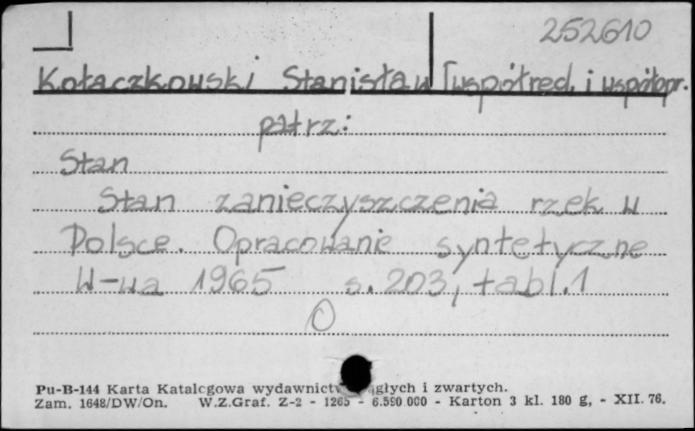 252610
Kołaczkowski Stanisław [współred. i współopr.
patrz:
Stan
Stan zanieczyszczenia rzek w
Polsce. Opracowanie syntetyczne
W-wa 1965 s. 203, tabl. 1
Pu-B-144 Karta Katalogowa wydawnictw ciągłych i zwartych.
Zam. 1648/DW/On. W.Z.Graf. Z-2 - 1265 - 6.590 000 - Karton 3 kl. 180 g, - XII. 76.